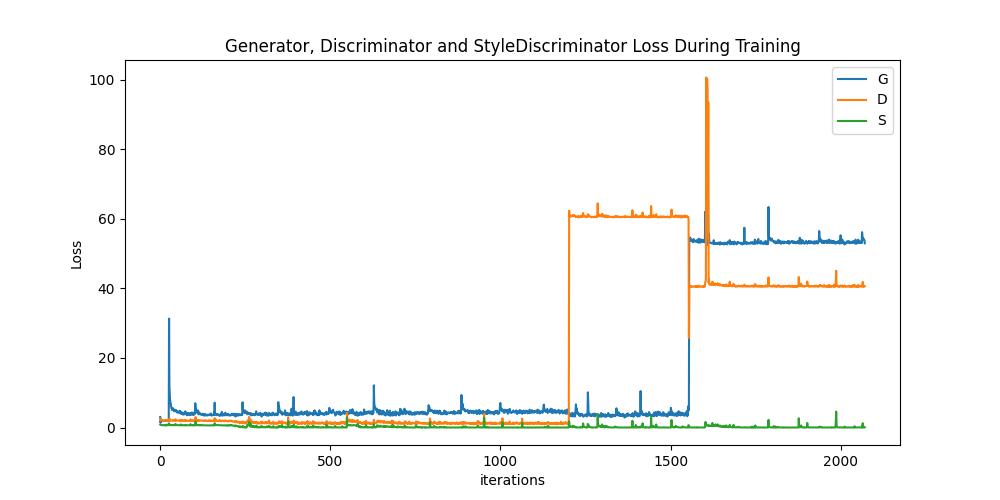 Generator, Discriminator and StyleDiscriminator Loss During Training
G
D
S
100
80
60
40
20
0
Loss
0 500 1000 1500 2000
iterations